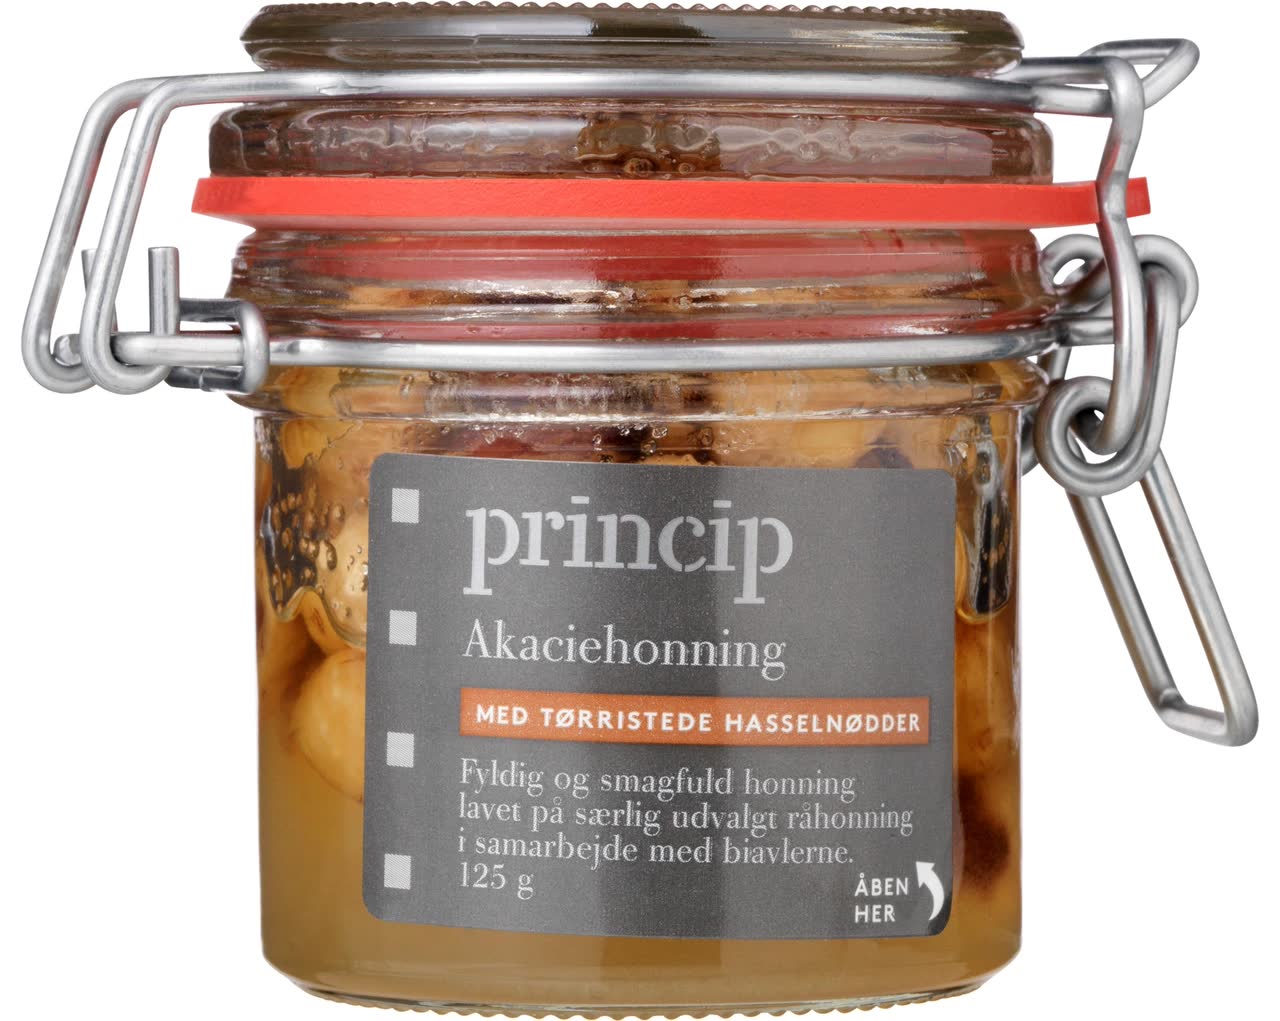 princip
Akaciehonning
MED TØRRISTEDE HASSELNØDDER
Fyldig og smagfuld honning
lavet på særlig udvalgt råhonning
i samarbejde med biavlerne.
125 g
ÅBEN
HER